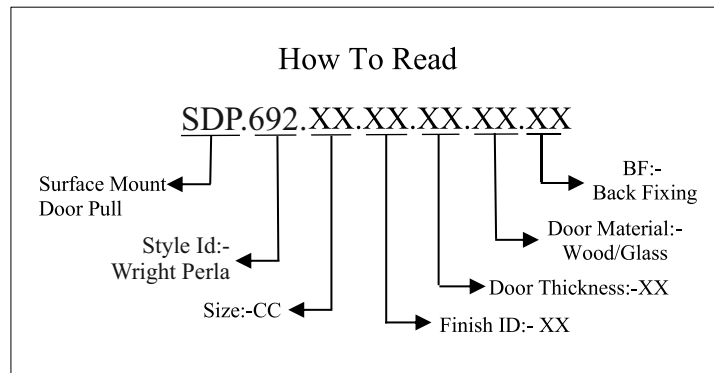 How To Read
SDP.692.XX.XX.XX.XX.XX
Surface Mount
Door Pull
BF:-
Back Fixing
Style Id:-
Wright Perla
Door Material:-
Wood/Glass
Size:-CC
Door Thickness:-XX
Finish ID:- XX